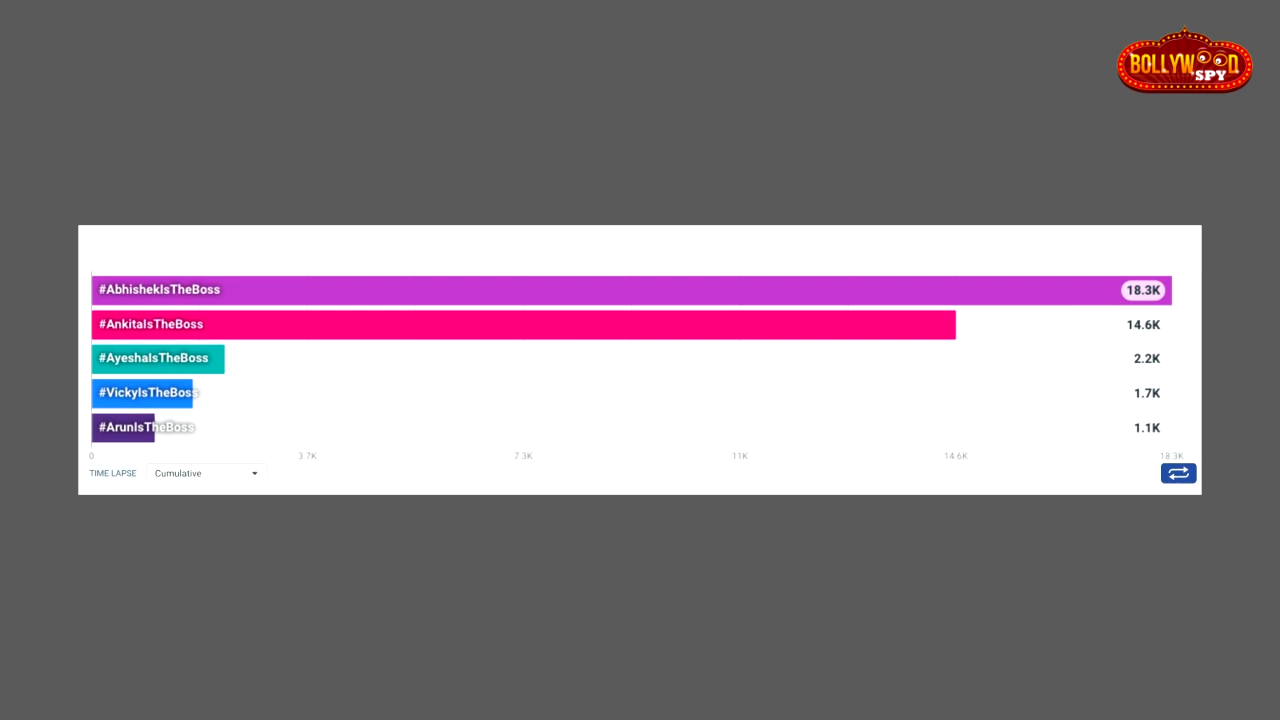 BOLLYWOOD
SPY
#AbhishekIsTheBoss 18.3K
#AnkitaIsTheBoss 14.6K
#AyeshaIsTheBoss 2.2K
#VickyIsTheBoss 1.7K
#ArunIsTheBoss 1.1K
0 3.7K 7.3K 11K 14.6K 18.3K
TIME LAPSE Cumulative